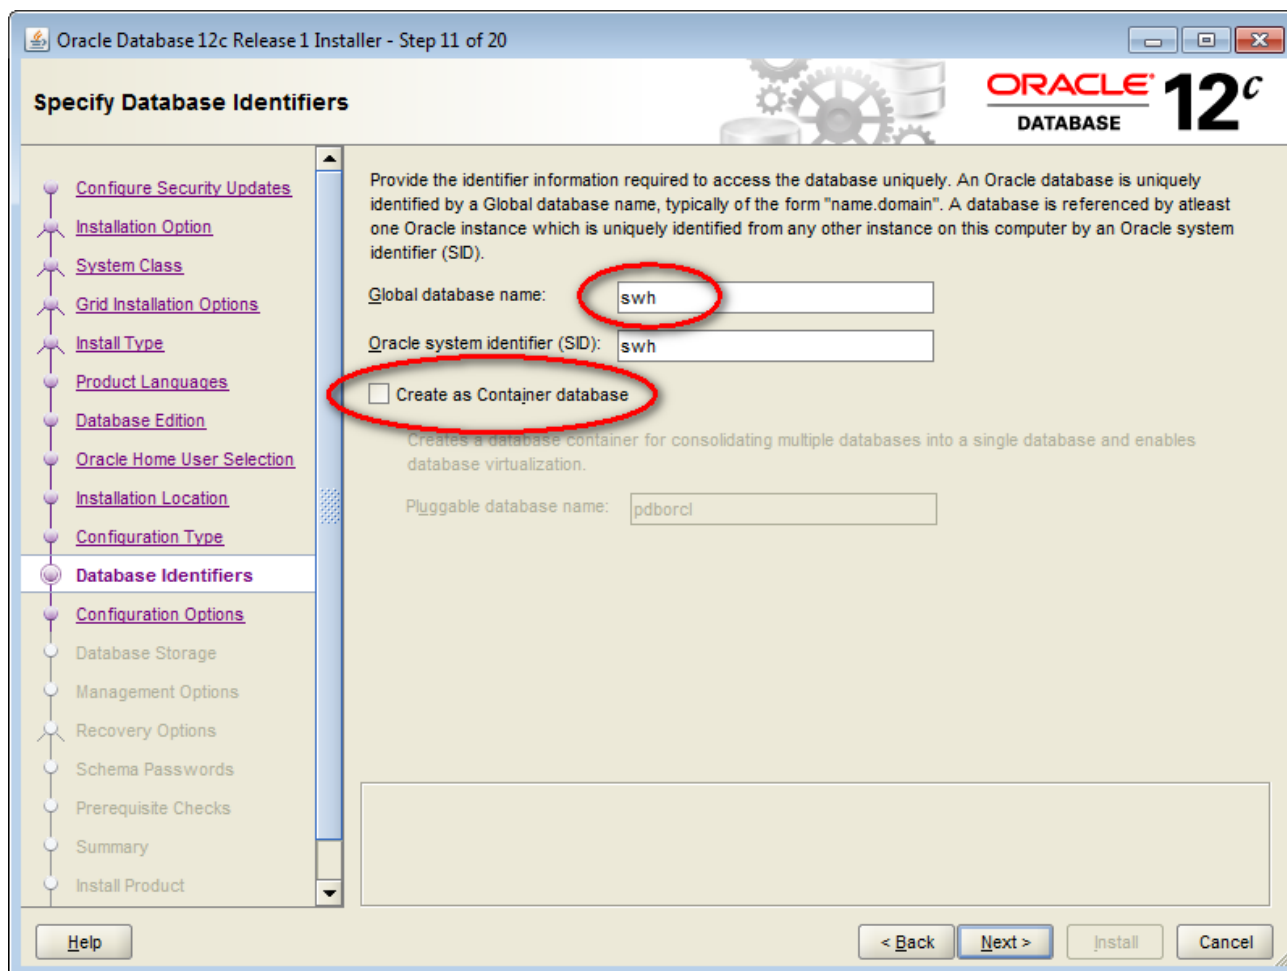 Oracle Database 12c Release 1 Installer - Step 11 of 20
Specify Database Identifiers
ORACLE
DATABASE
12c
Configure Security Updates
Installation Option
System Class
Grid Installation Options
Install Type
Product Languages
Database Edition
Oracle Home User Selection
Installation Location
Configuration Type
Database Identifiers
Configuration Options
Database Storage
Management Options
Recovery Options
Schema Passwords
Prerequisite Checks
Summary
Install Product
Provide the identifier information required to access the database uniquely. An Oracle database is uniquely
identified by a Global database name, typically of the form "name.domain". A database is referenced by atleast
one Oracle instance which is uniquely identified from any other instance on this computer by an Oracle system
identifier (SID).
Global database name: swh
Oracle system identifier (SID): swh
Create as Container database
Creates a database container for consolidating multiple databases into a single database and enables
database virtualization.
Pluggable database name: pdborcl
Help
< Back
Next >
Install
Cancel